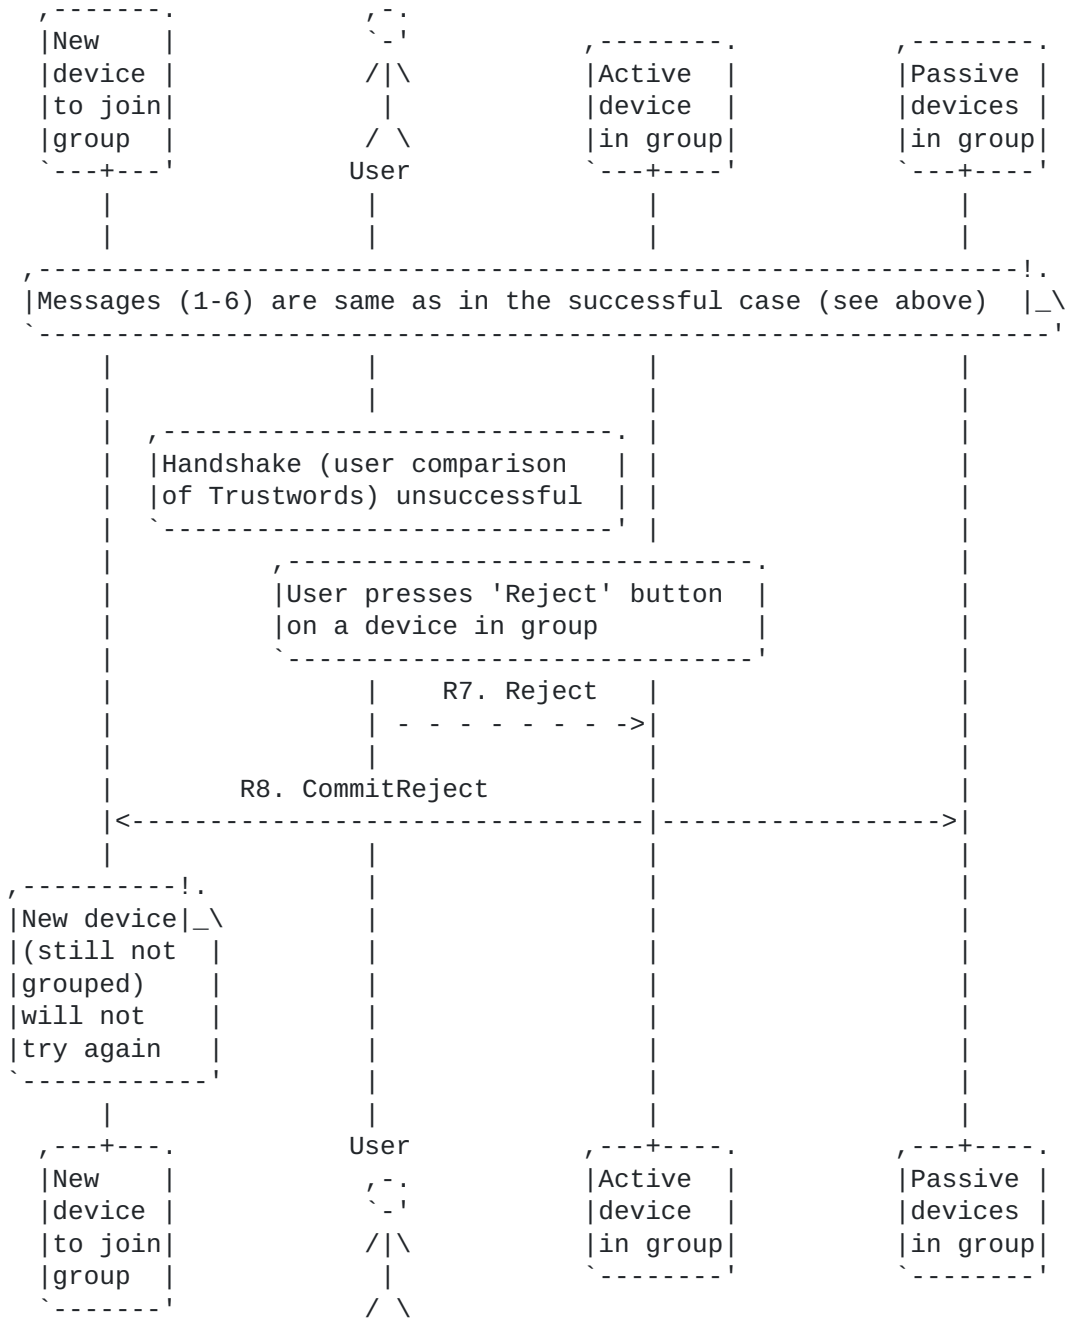 New
device
to join
group
User
Active
device
in group
Passive
devices
in group
Messages (1-6) are same as in the successful case (see above)
Handshake (user comparison
of Trustwords) unsuccessful
User presses 'Reject' button
on a device in group
R7. Reject
R8. CommitReject
New device
(still not
grouped)
will not
try again
New
device
to join
group
User
Active
device
in group
Passive
devices
in group